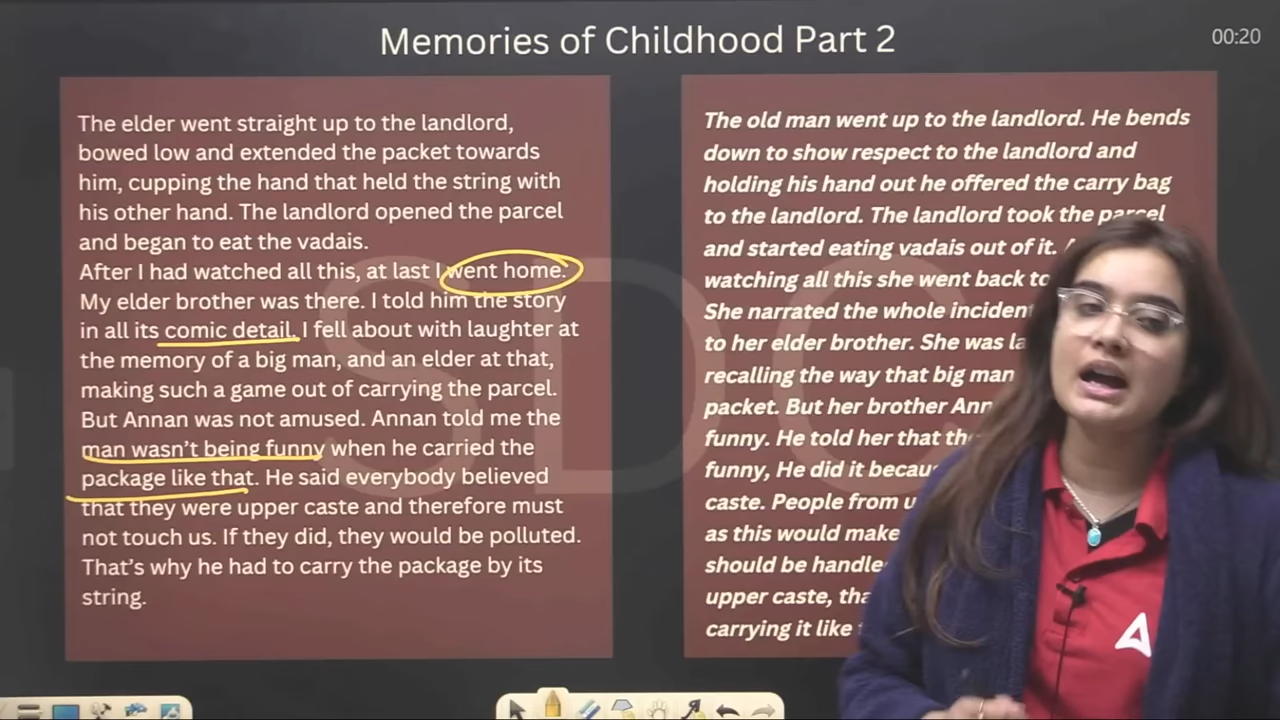 Memories of Childhood Part 2
00:20
The elder went straight up to the landlord,
bowed low and extended the packet towards
him, cupping the hand that held the string with
his other hand. The landlord opened the parcel
and began to eat the vadais.
After I had watched all this, at last I went home.
My elder brother was there. I told him the story
in all its comic detail. I fell about with laughter at
the memory of a big man, and an elder at that,
making such a game out of carrying the parcel.
But Annan was not amused. Annan told me the
man wasn't being funny when he carried the
package like that. He said everybody believed
that they were upper caste and therefore must
not touch us. If they did, they would be polluted.
That's why he had to carry the package by its
string.
The old man went up to the landlord. He bends
down to show respect to the landlord and
holding his hand out he offered the carry bag
to the landlord. The landlord took the parcel
and started eating vadais out of it.
watching all this she went back to
She narrated the whole incident
to her elder brother. She was
recalling the way that big man
packet. But her brother
funny. He told her that
funny, He did it
caste. People from
as this would make
should be
upper caste,
carrying it like
SDC